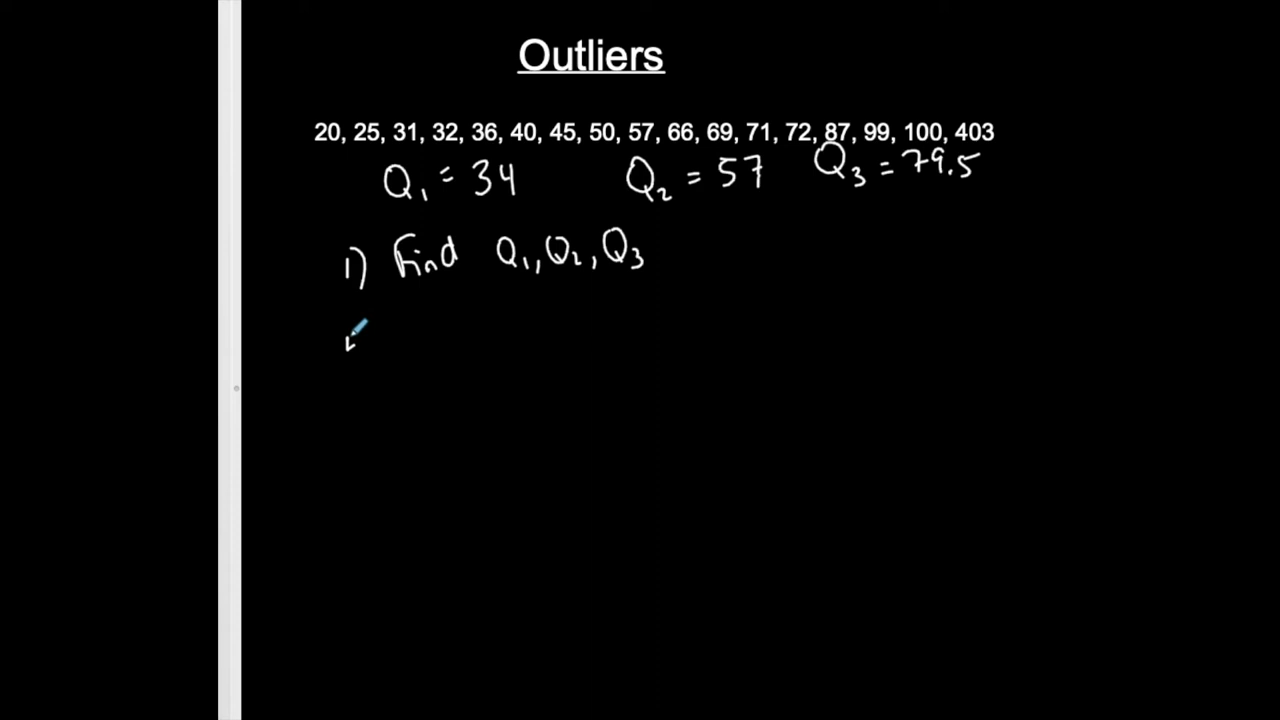 Outliers
20, 25, 31, 32, 36, 40, 45, 50, 57, 66, 69, 71, 72, 87, 99, 100, 403
Q₁ = 34 Q₂ = 57 Q₃ = 79.5
1) Find Q₁, Q₂, Q₃